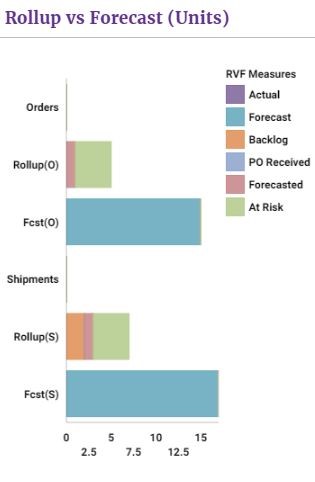 Rollup vs Forecast (Units)
RVF Measures
Actual
Forecast
Backlog
PO Received
Forecasted
At Risk
Orders
Rollup(O)
Fcst(O)
Shipments
Rollup(S)
Fcst(S)
0 5 10 15
2.5 7.5 12.5